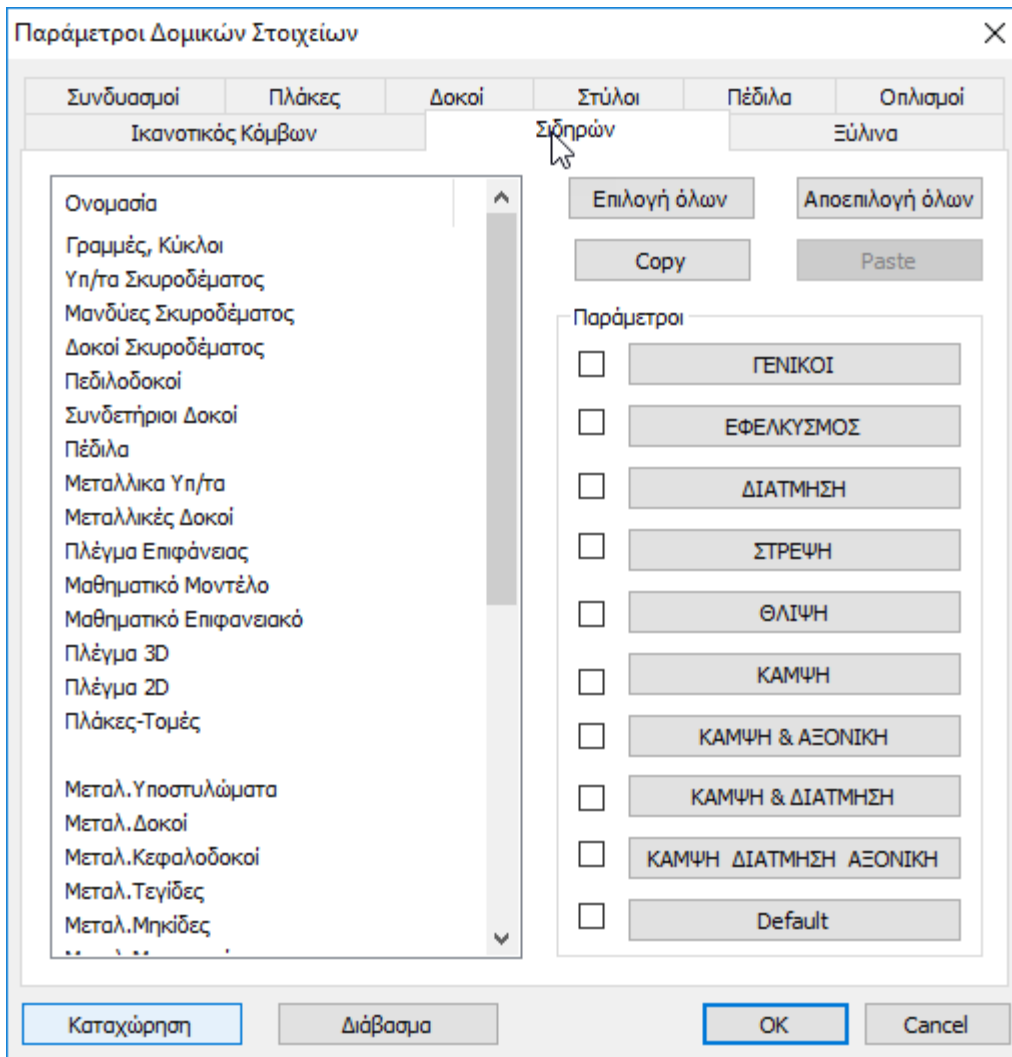 Παράμετροι Δομικών Στοιχείων
Συνδυασμοί Πλάκες Δοκοί Στύλοι Πέδιλα Οπλισμοί
Ικανοτικός Κόμβων Σιδηρών Ξύλινα
Ονομασία
Γραμμές, Κύκλοι
Υπ/τα Σκυροδέματος
Μανδύες Σκυροδέματος
Δοκοί Σκυροδέματος
Πεδιλοδοκοί
Συνδετήριοι Δοκοί
Πέδιλα
Μεταλλικα Υπ/τα
Μεταλλικές Δοκοί
Πλέγμα Επιφάνειας
Μαθηματικό Μοντέλο
Μαθηματικό Επιφανειακό
Πλέγμα 3D
Πλέγμα 2D
Πλάκες-Τομές
Μεταλ.Υποστυλώματα
Μεταλ.Δοκοί
Μεταλ.Κεφαλοδοκοί
Μεταλ.Τεγίδες
Μεταλ.Μηκίδες
Επιλογή όλων Αποεπιλογή όλων
Copy Paste
Παράμετροι
ΓΕΝΙΚΟΙ
ΕΦΕΛΚΥΣΜΟΣ
ΔΙΑΤΜΗΣΗ
ΣΤΡΕΨΗ
ΘΛΙΨΗ
ΚΑΜΨΗ
ΚΑΜΨΗ & ΑΞΟΝΙΚΗ
ΚΑΜΨΗ & ΔΙΑΤΜΗΣΗ
ΚΑΜΨΗ ΔΙΑΤΜΗΣΗ ΑΞΟΝΙΚΗ
Default
Καταχώρηση Διάβασμα OK Cancel